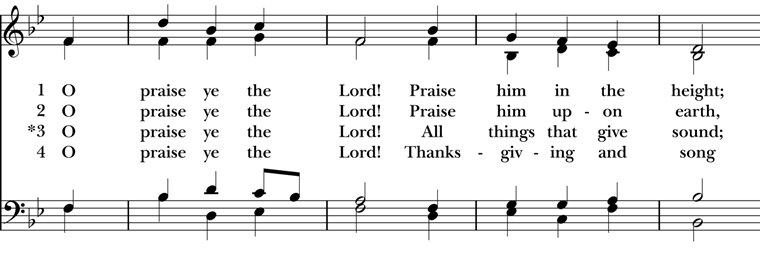 1 O praise ye the Lord! Praise him in the height;
2 O praise ye the Lord! Praise him up - on earth,
*3 O praise ye the Lord! All things that give sound;
4 O praise ye the Lord! Thanks - giv - ing and song